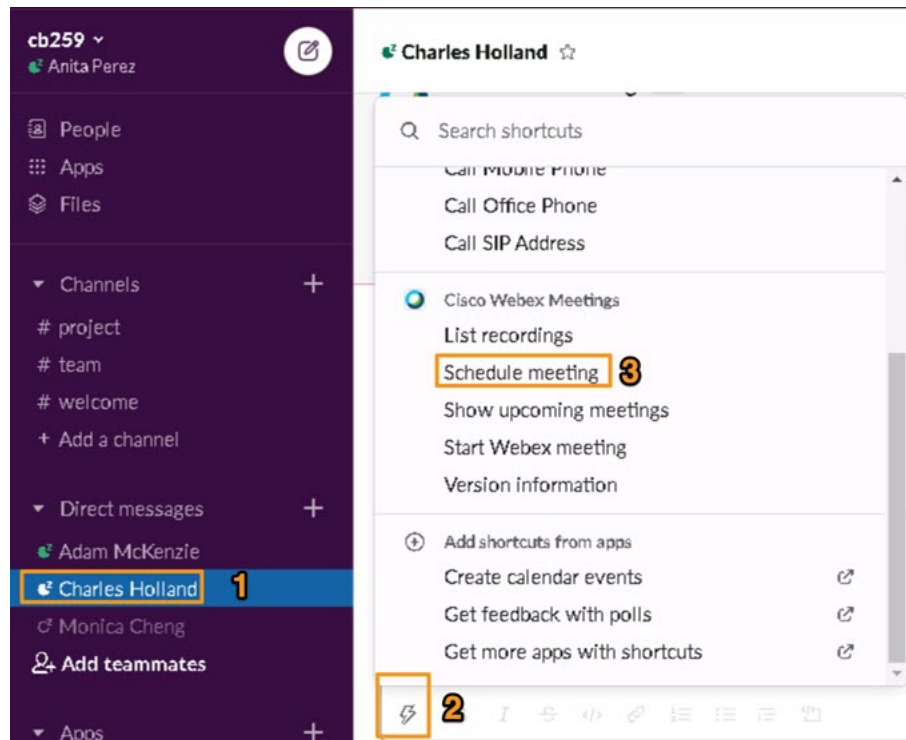 cb259
Anita Perez
People
Apps
Files
Channels
# project
# team
# welcome
+ Add a channel
Direct messages
Adam McKenzie
Charles Holland 1
Monica Cheng
Add teammates
Apps
Charles Holland
Search shortcuts
Call Mobile Phone
Call Office Phone
Call SIP Address
Cisco Webex Meetings
List recordings
Schedule meeting 3
Show upcoming meetings
Start Webex meeting
Version information
Add shortcuts from apps
Create calendar events
Get feedback with polls
Get more apps with shortcuts
2